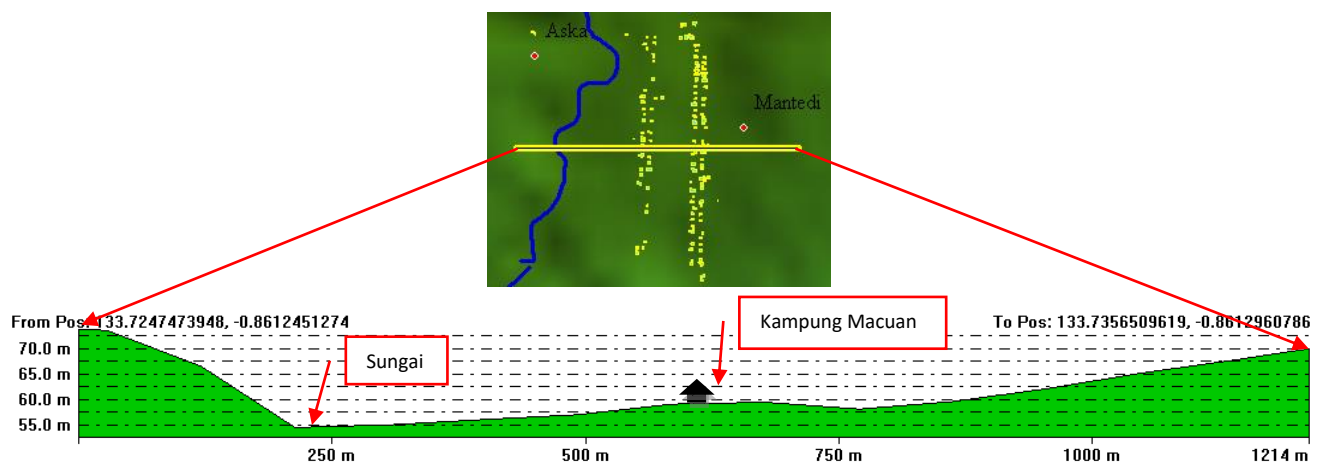 Aska
Mantedi
From Pos: 133.7247473948, -0.8612451274
To Pos: 133.7356509619, -0.8612960786
Kampung Macuan
Sungai
70.0 m
65.0 m
60.0 m
55.0 m
250 m
500 m
750 m
1000 m
1214 m